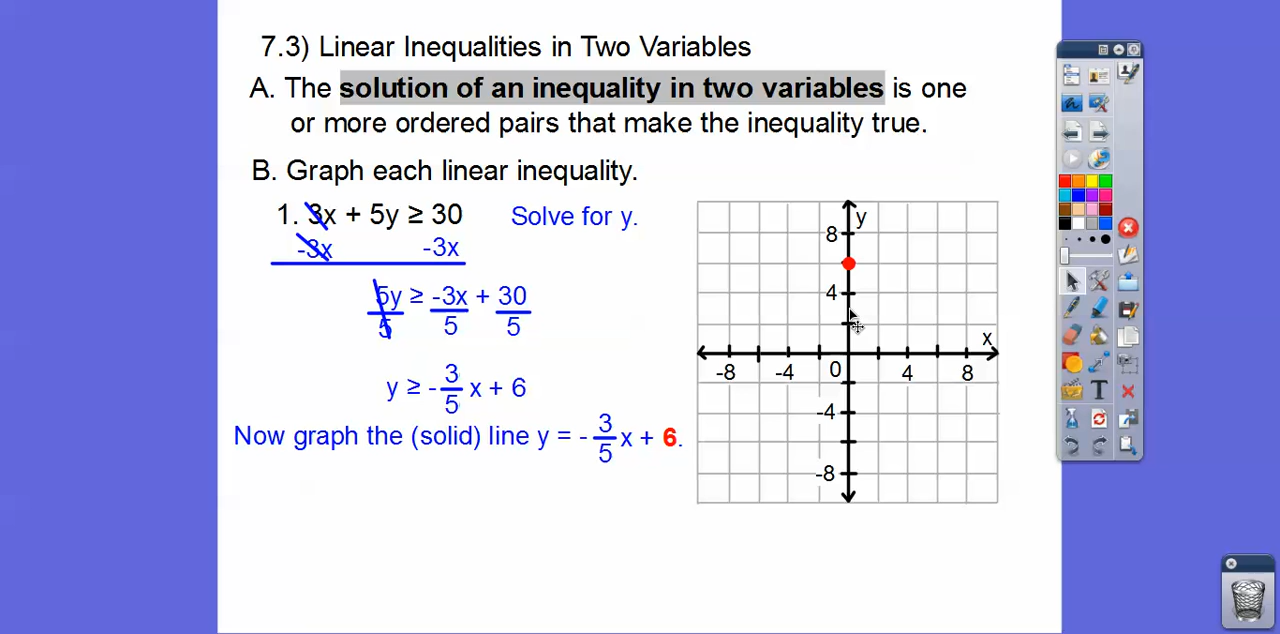 7.3) Linear Inequalities in Two Variables
A. The solution of an inequality in two variables is one
or more ordered pairs that make the inequality true.
B. Graph each linear inequality.
1. 3x + 5y ≥ 30 Solve for y.
-3x -3x
5y ≥ -3x + 30
5 5 5
y ≥ -3/5 x + 6
Now graph the (solid) line y = -3/5 x + 6.
y
8
4
x
-8 -4 0 4 8
-4
-8
T